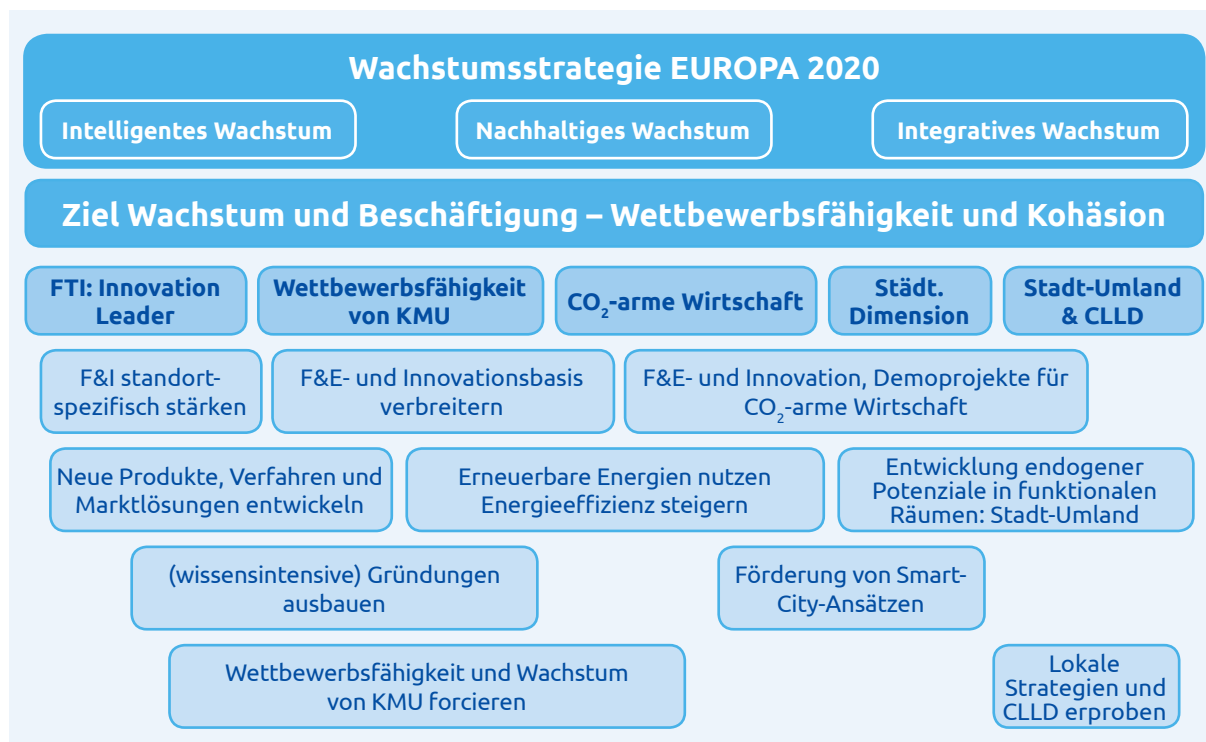 Wachstumsstrategie EUROPA 2020
Intelligentes Wachstum
Nachhaltiges Wachstum
Integratives Wachstum
Ziel Wachstum und Beschäftigung – Wettbewerbsfähigkeit und Kohäsion
FTI: Innovation
Leader
Wettbewerbsfähigkeit
von KMU
CO₂-arme Wirtschaft
Städt.
Dimension
Stadt-Umland
& CLLD
F&I standort-
spezifisch stärken
F&E- und Innovationsbasis
verbreitern
F&E- und Innovation, Demoprojekte für
CO₂-arme Wirtschaft
Neue Produkte, Verfahren und
Marktlösungen entwickeln
Erneuerbare Energien nutzen
Energieeffizienz steigern
Entwicklung endogener
Potenziale in funktionalen
Räumen: Stadt-Umland
(wissensintensive) Gründungen
ausbauen
Förderung von Smart-
City-Ansätzen
Wettbewerbsfähigkeit und Wachstum
von KMU forcieren
Lokale
Strategien und
CLLD erproben